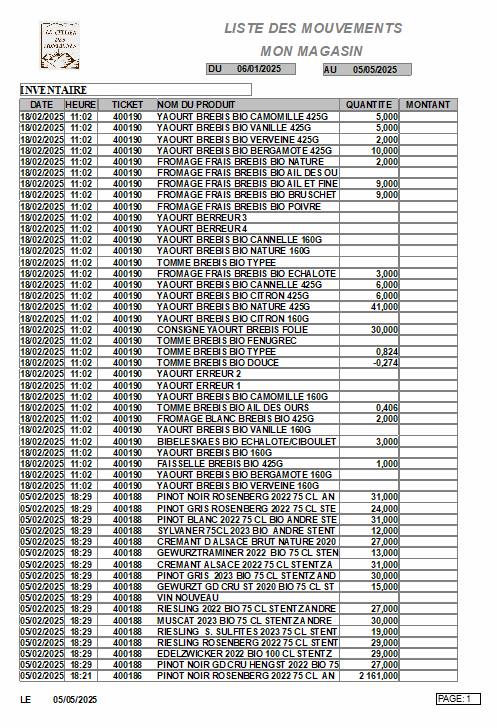 LE CELLIER
DES
MONTAGNES
LISTE DES MOUVEMENTS
MON MAGASIN
DU 06/01/2025 AU 05/05/2025
INVENTAIRE
DATE HEURE TICKET NOM DU PRODUIT QUANTITE MONTANT
18/02/2025 11:02 400190 YAOURT BREBIS BIO CAMOMILLE 425G 5,000
18/02/2025 11:02 400190 YAOURT BREBIS BIO VANILLE 425G 5,000
18/02/2025 11:02 400190 YAOURT BREBIS BIO VERVEINE 425G 2,000
18/02/2025 11:02 400190 YAOURT BREBIS BIO BERGAMOTE 425G 10,000
18/02/2025 11:02 400190 FROMAGE FRAIS BREBIS BIO NATURE 2,000
18/02/2025 11:02 400190 FROMAGE FRAIS BREBIS BIO AIL DES OU
18/02/2025 11:02 400190 FROMAGE FRAIS BREBIS BIO AIL ET FINE 9,000
18/02/2025 11:02 400190 FROMAGE FRAIS BREBIS BIO BRUSCHET 9,000
18/02/2025 11:02 400190 FROMAGE FRAIS BREBIS BIO POIVRE
18/02/2025 11:02 400190 YAOURT BERREUR 3
18/02/2025 11:02 400190 YAOURT BERREUR 4
18/02/2025 11:02 400190 YAOURT BREBIS BIO CANNELLE 160G
18/02/2025 11:02 400190 YAOURT BREBIS BIO NATURE 160G
18/02/2025 11:02 400190 TOMME BREBIS BIO TYPEE
18/02/2025 11:02 400190 FROMAGE FRAIS BREBIS BIO ECHALOTE 3,000
18/02/2025 11:02 400190 YAOURT BREBIS BIO CANNELLE 425G 6,000
18/02/2025 11:02 400190 YAOURT BREBIS BIO CITRON 425G 6,000
18/02/2025 11:02 400190 YAOURT BREBIS BIO NATURE 425G 41,000
18/02/2025 11:02 400190 YAOURT BREBIS BIO CITRON 160G
18/02/2025 11:02 400190 CONSIGNE YAOURT BREBIS FOLIE 30,000
18/02/2025 11:02 400190 TOMME BREBIS BIO FENUGREC
18/02/2025 11:02 400190 TOMME BREBIS BIO TYPEE 0,824
18/02/2025 11:02 400190 TOMME BREBIS BIO DOUCE -0,274
18/02/2025 11:02 400190 YAOURT ERREUR 2
18/02/2025 11:02 400190 YAOURT ERREUR 1
18/02/2025 11:02 400190 YAOURT BREBIS BIO CAMOMILLE 160G
18/02/2025 11:02 400190 TOMME BREBIS BIO AIL DES OURS 0,406
18/02/2025 11:02 400190 FROMAGE BLANC BREBIS BIO 425G 2,000
18/02/2025 11:02 400190 YAOURT BREBIS BIO VANILLE 160G
18/02/2025 11:02 400190 BIBELESKAES BIO ECHALOTE/CIBOULET 3,000
18/02/2025 11:02 400190 YAOURT BREBIS BIO 160G
18/02/2025 11:02 400190 FAISSELLE BREBIS BIO 425G 1,000
18/02/2025 11:02 400190 YAOURT BREBIS BIO BERGAMOTE 160G
18/02/2025 11:02 400190 YAOURT BREBIS BIO VERVEINE 160G
05/02/2025 18:29 400188 PINOT NOIR ROSENBERG 2022 75 CL AN 31,000
05/02/2025 18:29 400188 PINOT GRIS ROSENBERG 2022 75 CL STE 24,000
05/02/2025 18:29 400188 PINOT BLANC 2022 75 CL BIO ANDRE STE 31,000
05/02/2025 18:29 400188 SYLVANER 75CL 2023 BIO ANDRE STENT 12,000
05/02/2025 18:29 400188 CREMANT D ALSACE BRUT NATURE 2020 27,000
05/02/2025 18:29 400188 GEWURZTRAMINER 2022 BIO 75 CL STEN 13,000
05/02/2025 18:29 400188 CREMANT ALSACE 2022 75 CL STENTZ A 31,000
05/02/2025 18:29 400188 PINOT GRIS 2023 BIO 75 CL STENTZ AND 30,000
05/02/2025 18:29 400188 GEWURZT GD CRU ST 2020 BIO 75 CL ST 15,000
05/02/2025 18:29 400188 VIN NOUVEAU
05/02/2025 18:29 400188 RIESLING 2022 BIO 75 CL STENTZ ANDRE 27,000
05/02/2025 18:29 400188 MUSCAT 2023 BIO 75 CL STENTZ ANDRE 30,000
05/02/2025 18:29 400188 RIESLING S. SULFITES 2023 75 CL STENT 19,000
05/02/2025 18:29 400188 RIESLING ROSENBERG 2022 75 CL STENT 29,000
05/02/2025 18:29 400188 EDELZWICKER 2022 BIO 100 CL STENTZ 29,000
05/02/2025 18:29 400188 PINOT NOIR GD CRU HENGST 2022 BIO 75 27,000
05/02/2025 18:21 400186 PINOT NOIR ROSENBERG 2022 75 CL AN 2 161,000
LE 05/05/2025 PAGE: 1